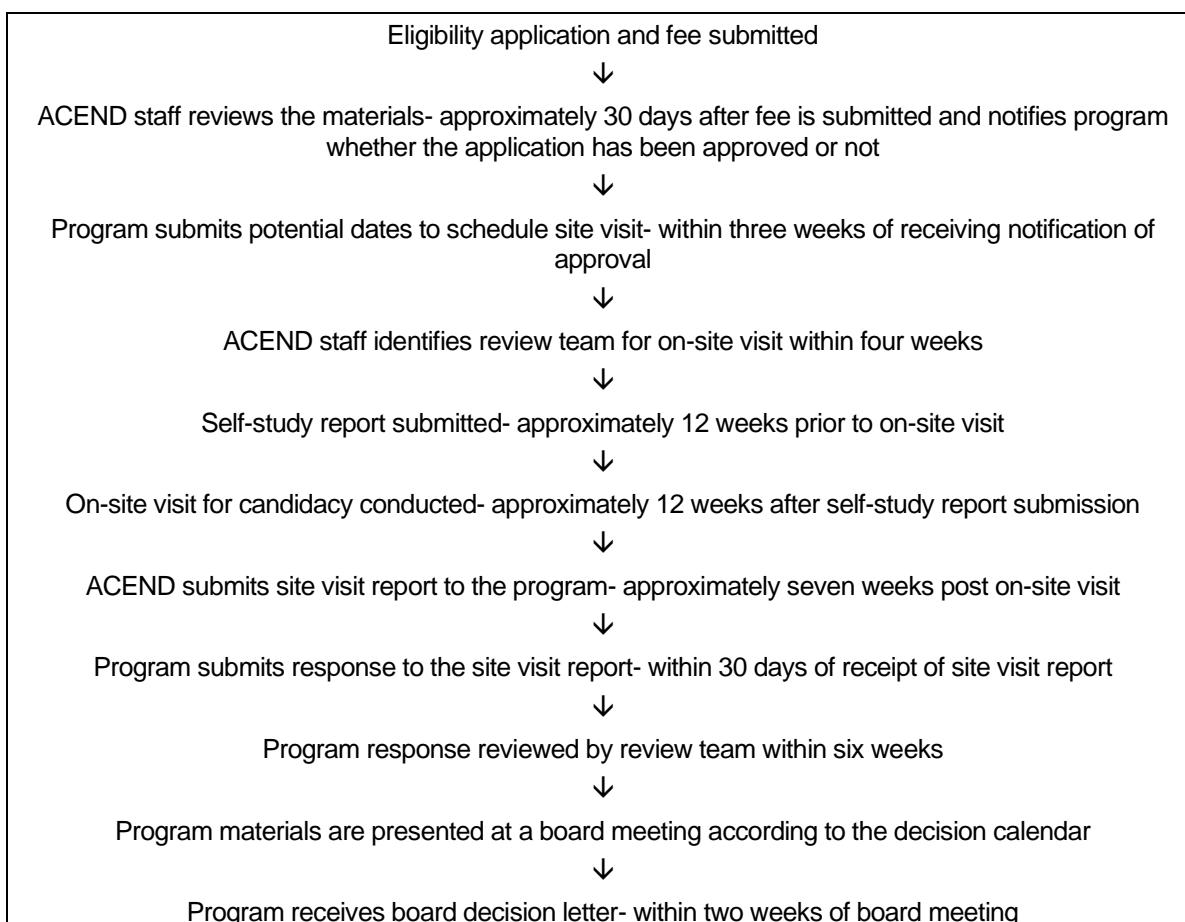 Eligibility application and fee submitted
↓
ACEND staff reviews the materials- approximately 30 days after fee is submitted and notifies program
whether the application has been approved or not
↓
Program submits potential dates to schedule site visit- within three weeks of receiving notification of
approval
↓
ACEND staff identifies review team for on-site visit within four weeks
↓
Self-study report submitted- approximately 12 weeks prior to on-site visit
↓
On-site visit for candidacy conducted- approximately 12 weeks after self-study report submission
↓
ACEND submits site visit report to the program- approximately seven weeks post on-site visit
↓
Program submits response to the site visit report- within 30 days of receipt of site visit report
↓
Program response reviewed by review team within six weeks
↓
Program materials are presented at a board meeting according to the decision calendar
↓
Program receives board decision letter- within two weeks of board meeting